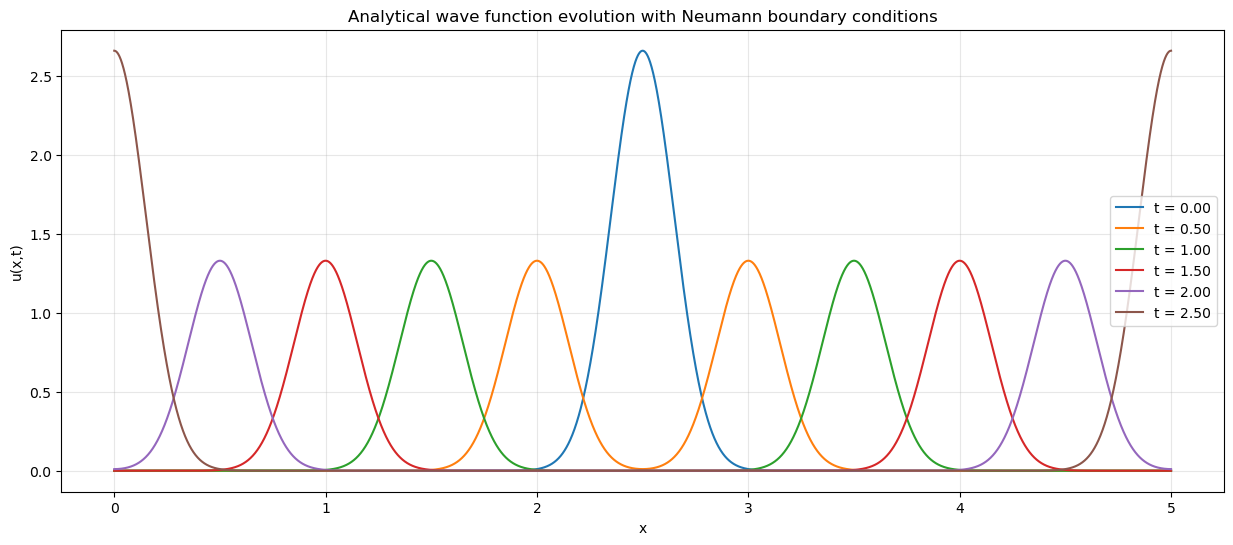 Analytical wave function evolution with Neumann boundary conditions
2.5
2.0
1.5
1.0
0.5
0.0
u(x,t)
t = 0.00
t = 0.50
t = 1.00
t = 1.50
t = 2.00
t = 2.50
0 1 2 3 4 5
x